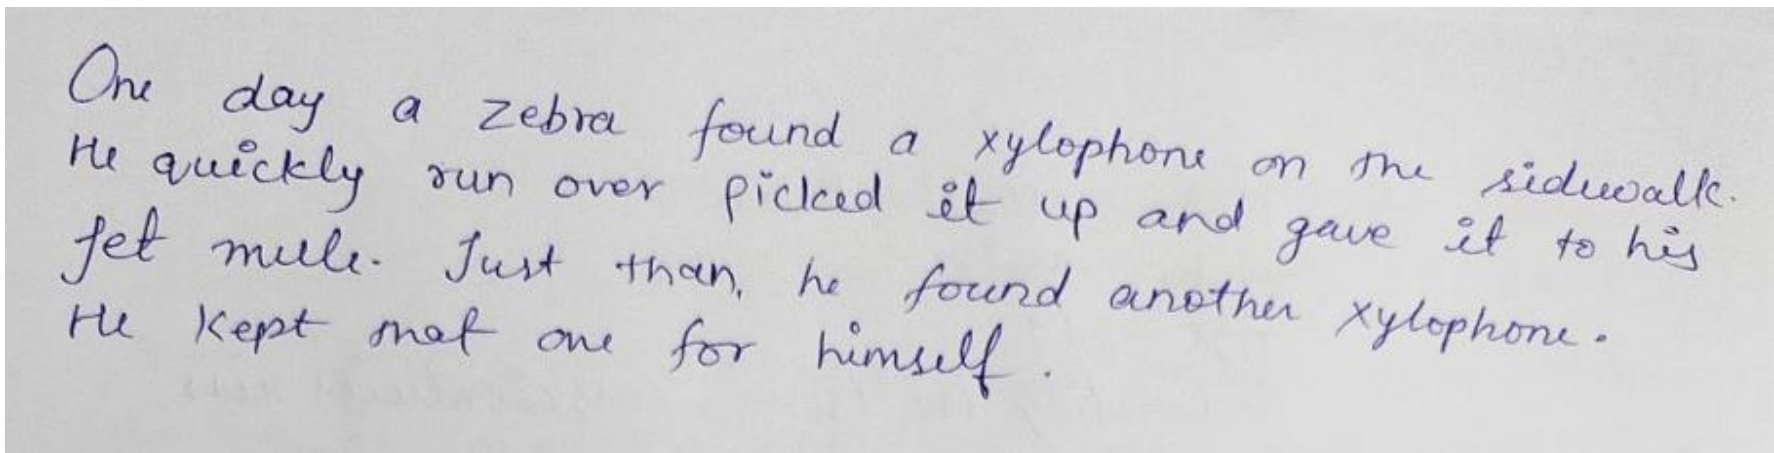 One day a zebra found a xylophone on the sidewalk.
He quickly run over picked it up and gave it to his
fet mule. Just than, he found another xylophone.
He kept that one for himself.